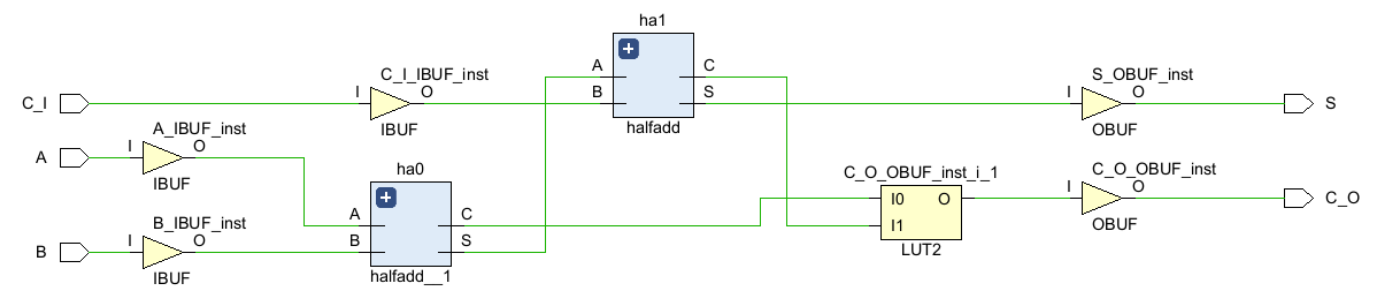 ha1
C_I_IBUF_inst
S_OBUF_inst
A
C
C_I
I
O
B
S
I
O
S
IBUF
halfadd
OBUF
A_IBUF_inst
A
I
O
IBUF
ha0
C_O_OBUF_inst_i_1
C_O_OBUF_inst
+
I0
O
I
O
C_O
B_IBUF_inst
A
C
I1
OBUF
B
I
O
B
S
LUT2
IBUF
halfadd__1
+